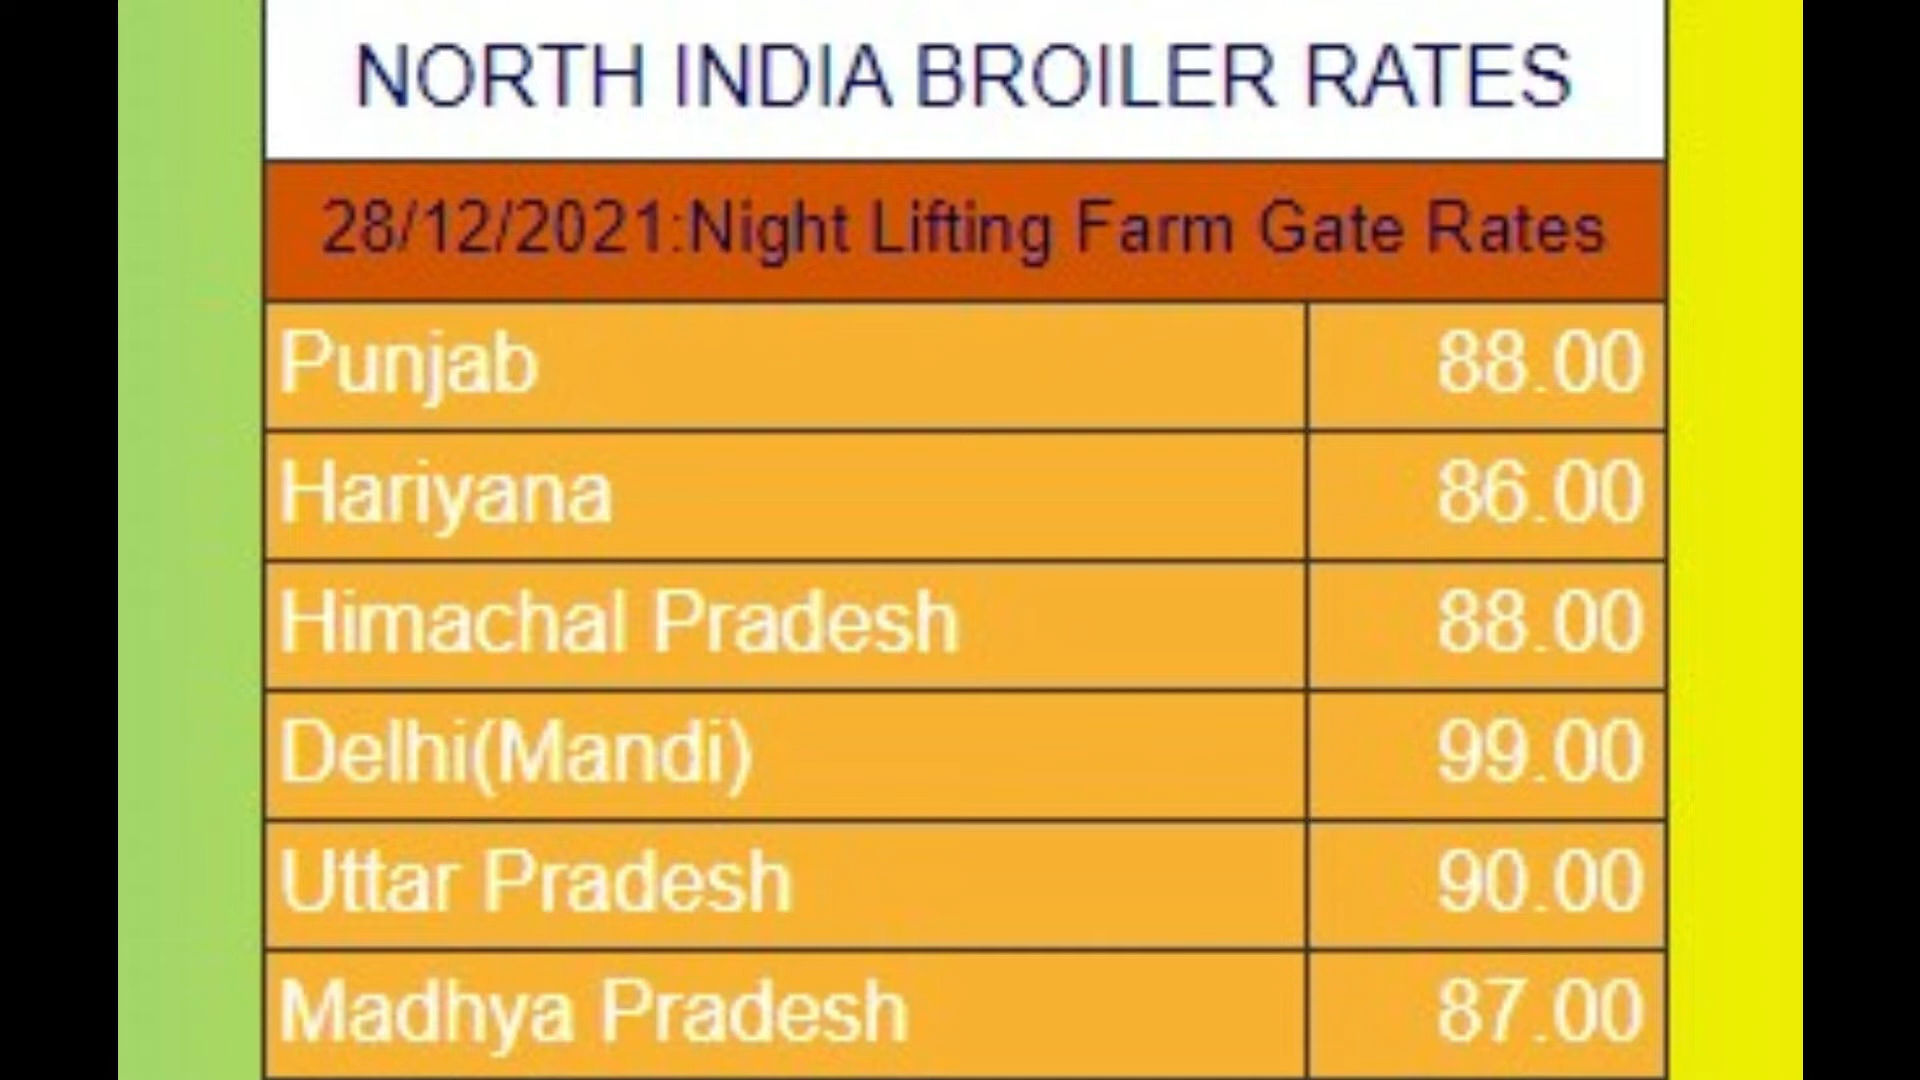 NORTH INDIA BROILER RATES
28/12/2021:Night Lifting Farm Gate Rates
Punjab 88.00
Hariyana 86.00
Himachal Pradesh 88.00
Delhi(Mandi) 99.00
Uttar Pradesh 90.00
Madhya Pradesh 87.00